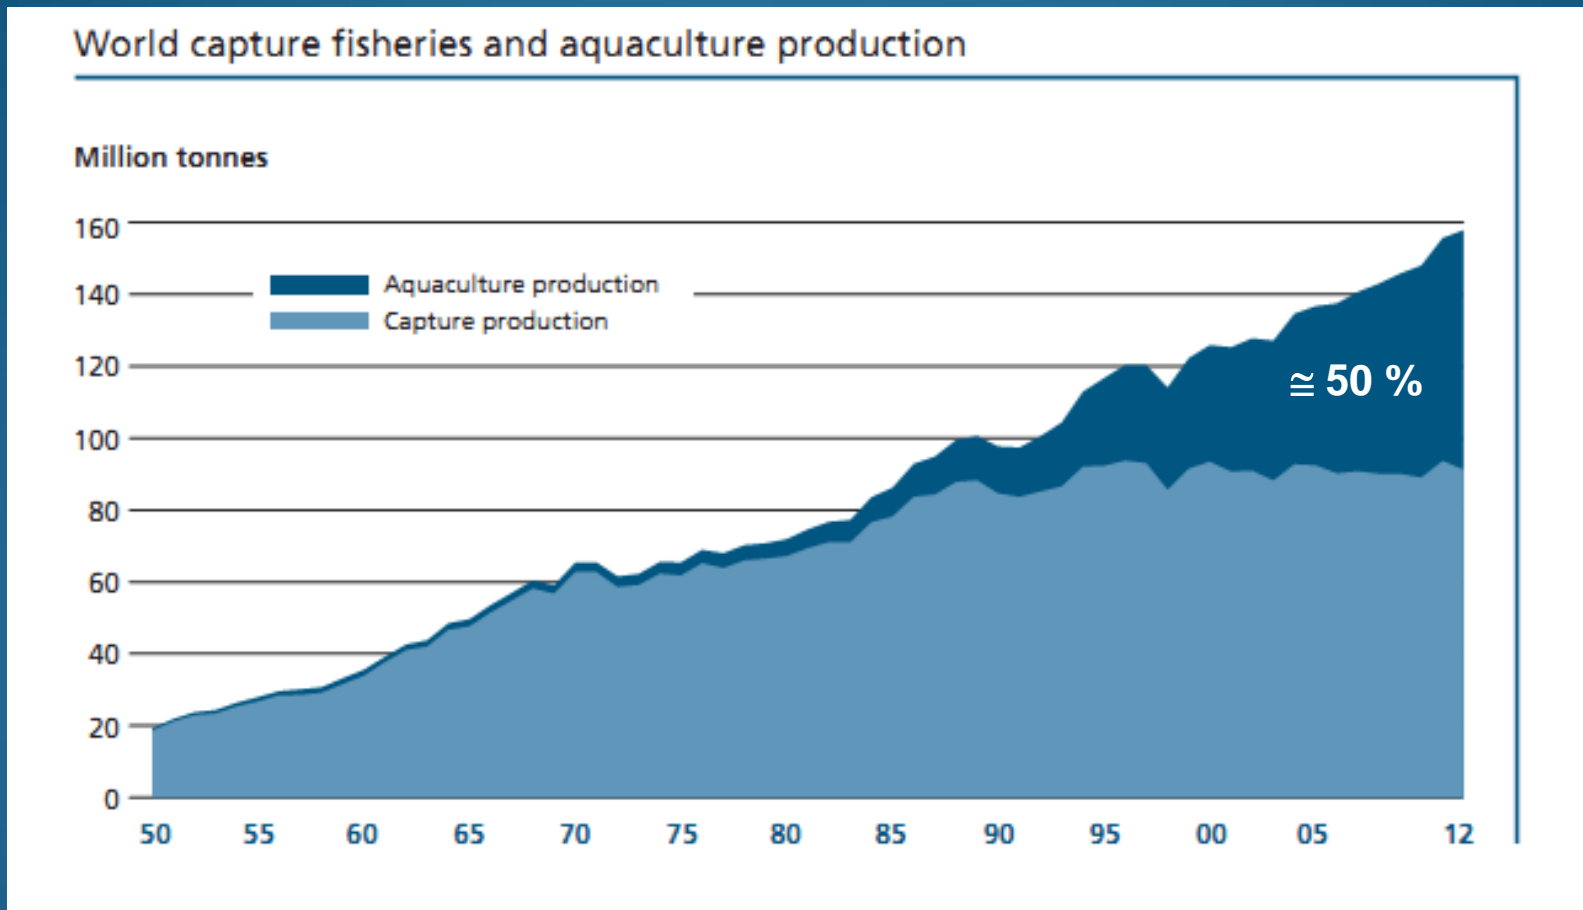 World capture fisheries and aquaculture production
Million tonnes
160
Aquaculture production
140
Capture production
120
≅ 50 %
100
80
60
40
20
0
50 55 60 65 70 75 80 85 90 95 00 05 12